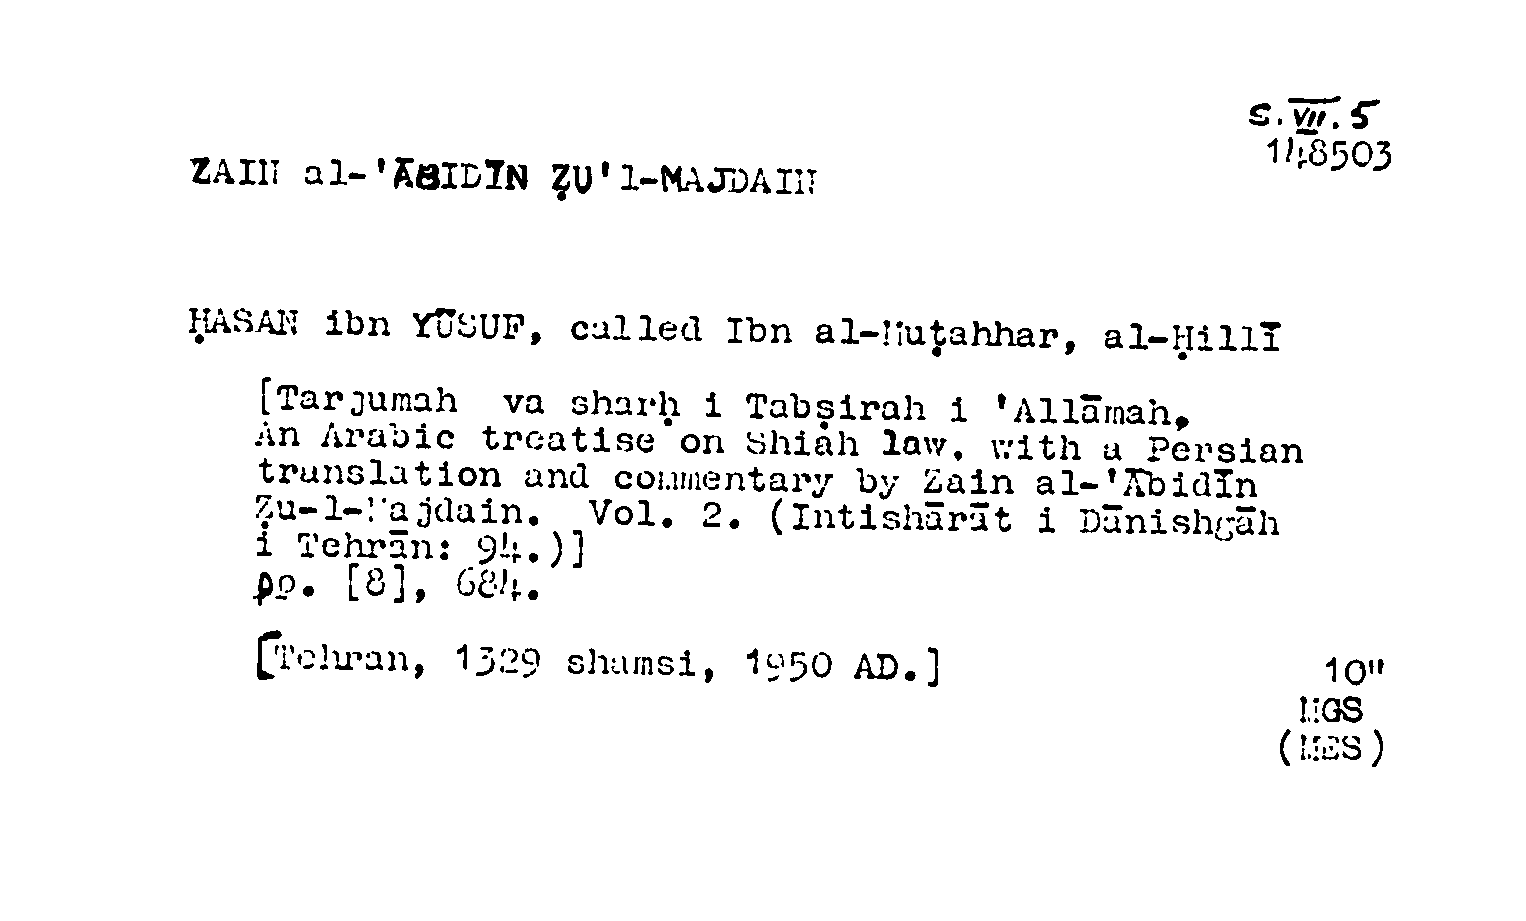 S.VII.5
148503
ZAIN al-'ĀBIDĪN Z̤U'l-MAJDAIN
ḤASAN ibn YŪSUF, called Ibn al-Muṭahhar, al-Ḥillī
[Tarjumah va sharḥ i Tabṣirah i 'Allāmah.
An Arabic treatise on Shiah law, with a Persian
translation and commentary by Zain al-'Ābidīn
Ẓu-l-Majdain. Vol. 2. (Intishārāt i Dānishgāh
i Tehrān: 94.)]
pp. [8], 684.
[Tehran, 1329 shamsi, 1950 AD.]
10"
MGS
(MES)